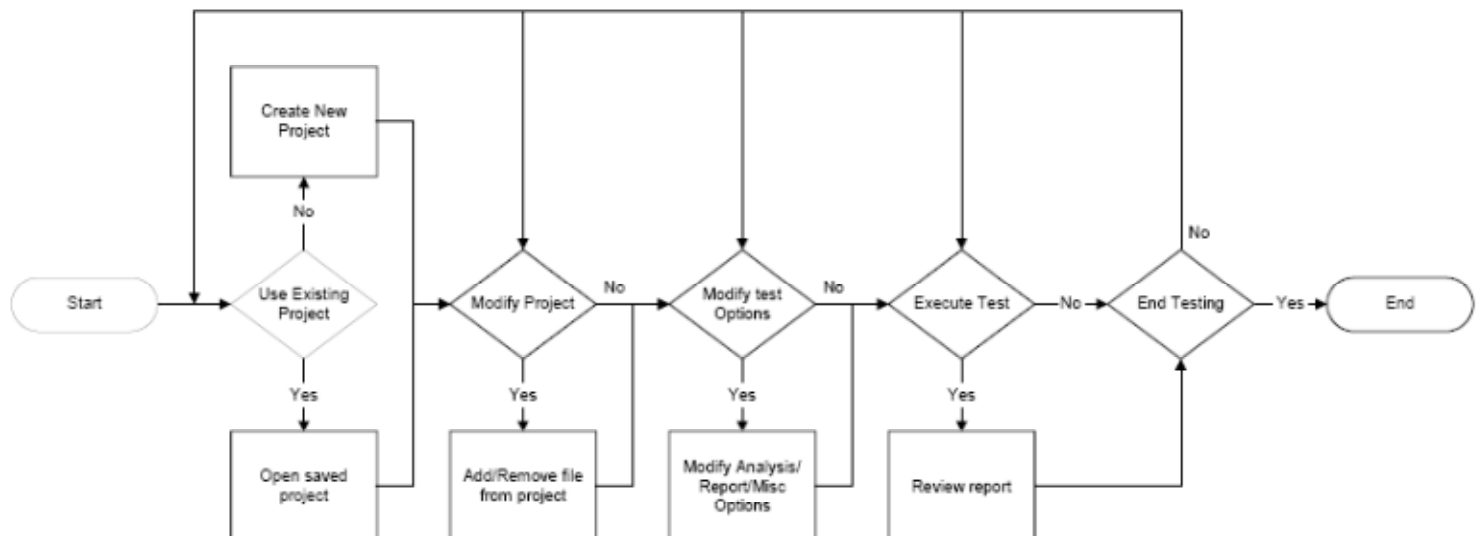 Create New
Project
No
Start
Use Existing
Project
Yes
Open saved
project
Modify Project
No
Yes
Add/Remove file
from project
Modify test
Options
No
Yes
Modify Analysis/
Report/Misc
Options
Execute Test
No
Yes
Review report
No
End Testing
Yes
End